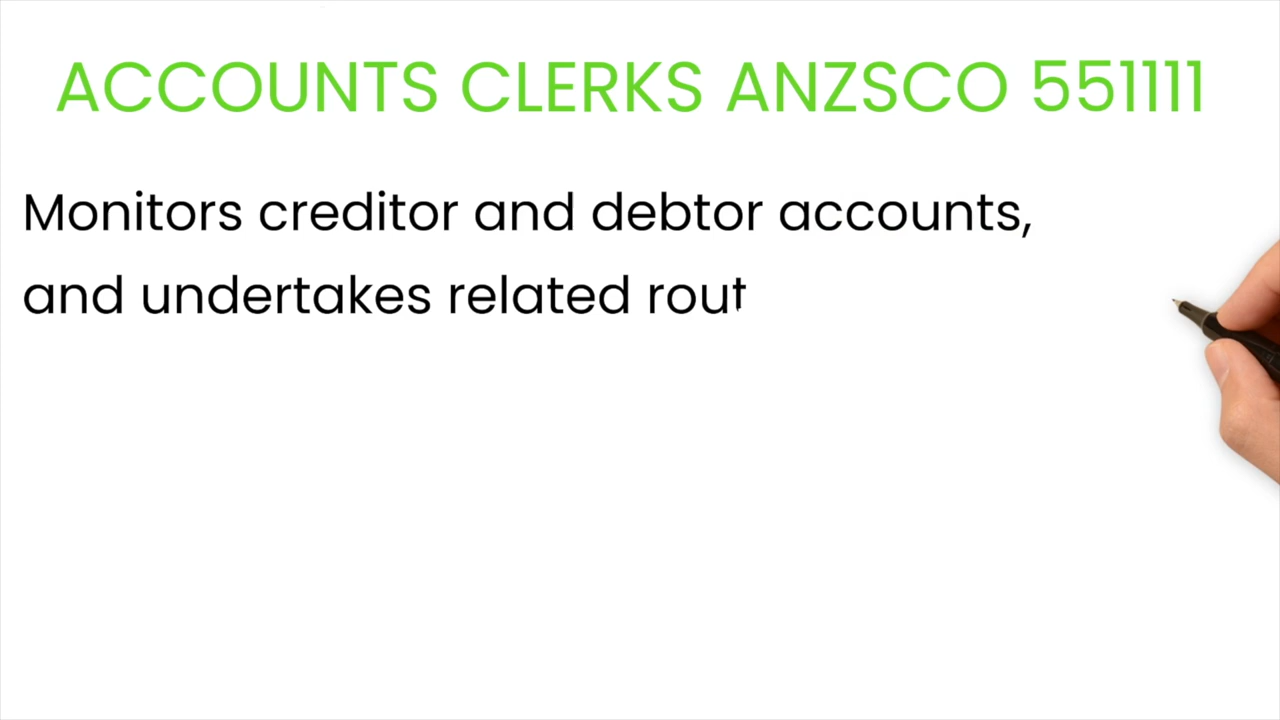 ACCOUNTS CLERKS ANZSCO 551111
Monitors creditor and debtor accounts,
and undertakes related rout